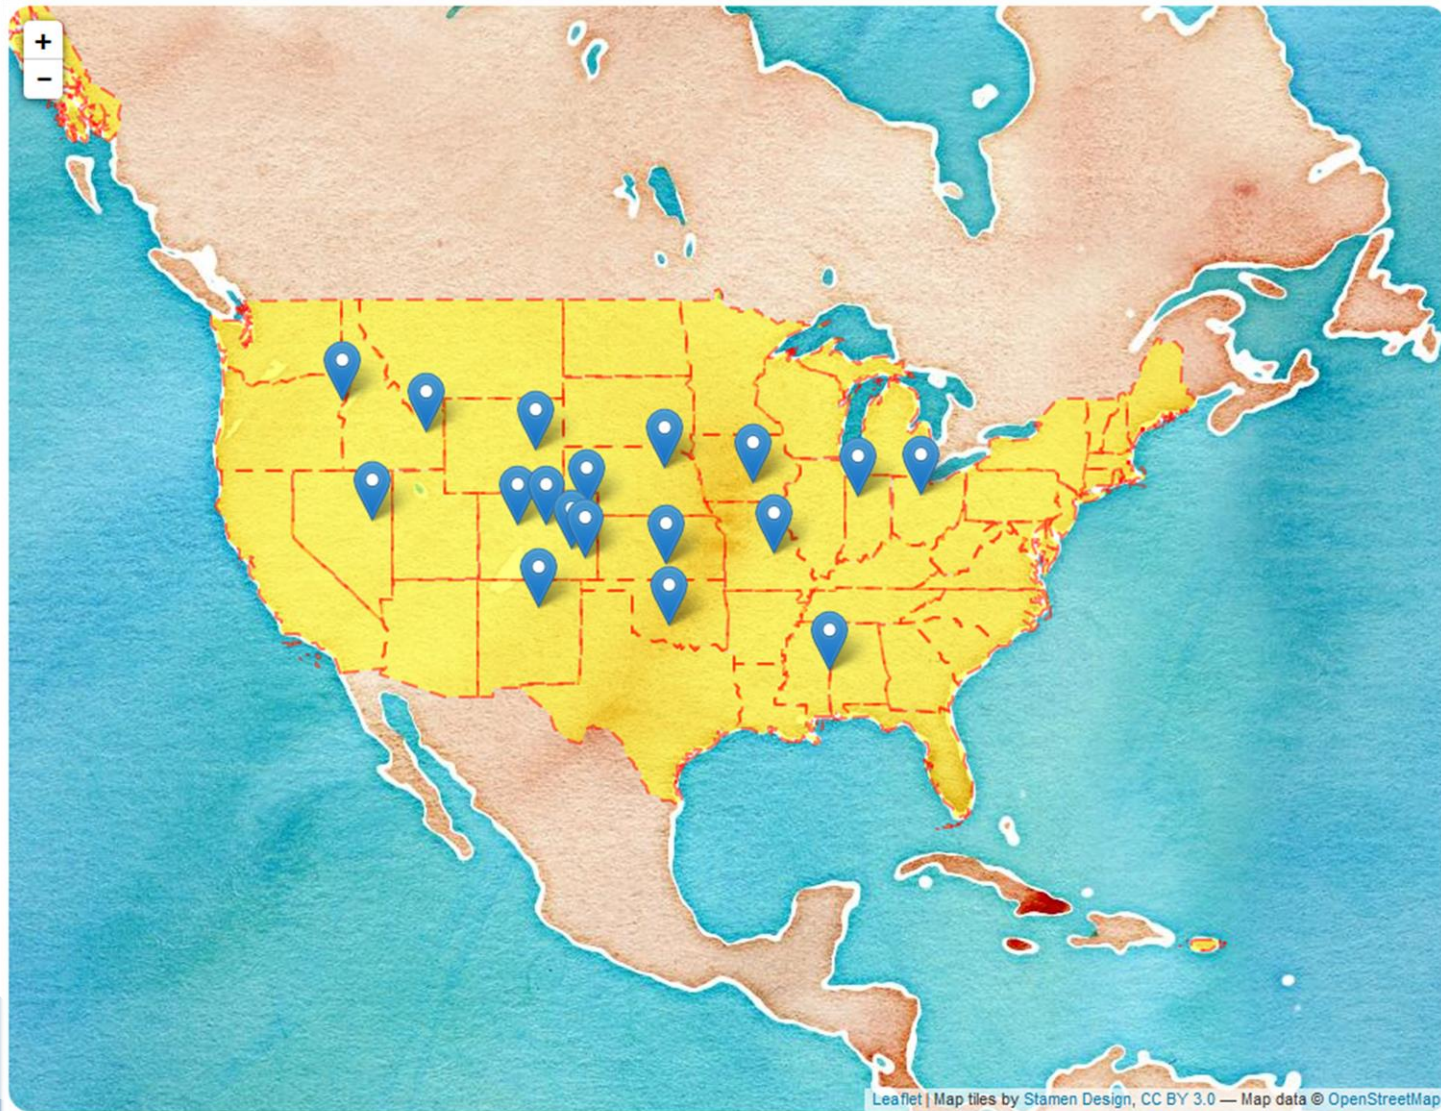 +
−
Leaflet | Map tiles by Stamen Design, CC BY 3.0 — Map data © OpenStreetMap